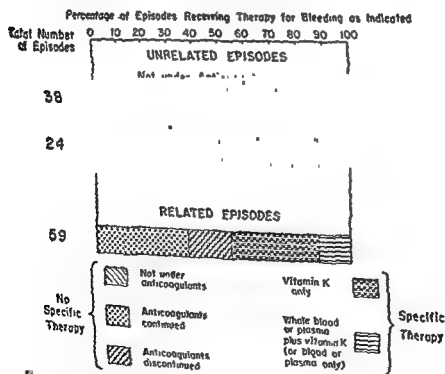 Percentage of Episodes Receiving Therapy for Bleeding as Indicated
Total Number of Episodes
0 10 20 30 40 50 60 70 80 90 100
UNRELATED EPISODES
Not under
38
24
RELATED EPISODES
59
No Specific Therapy
Not under anticoagulants
Anticoagulants continued
Anticoagulants discontinued
Vitamin K only
Whole blood or plasma plus vitamin K (or blood or plasma only)
Specific Therapy